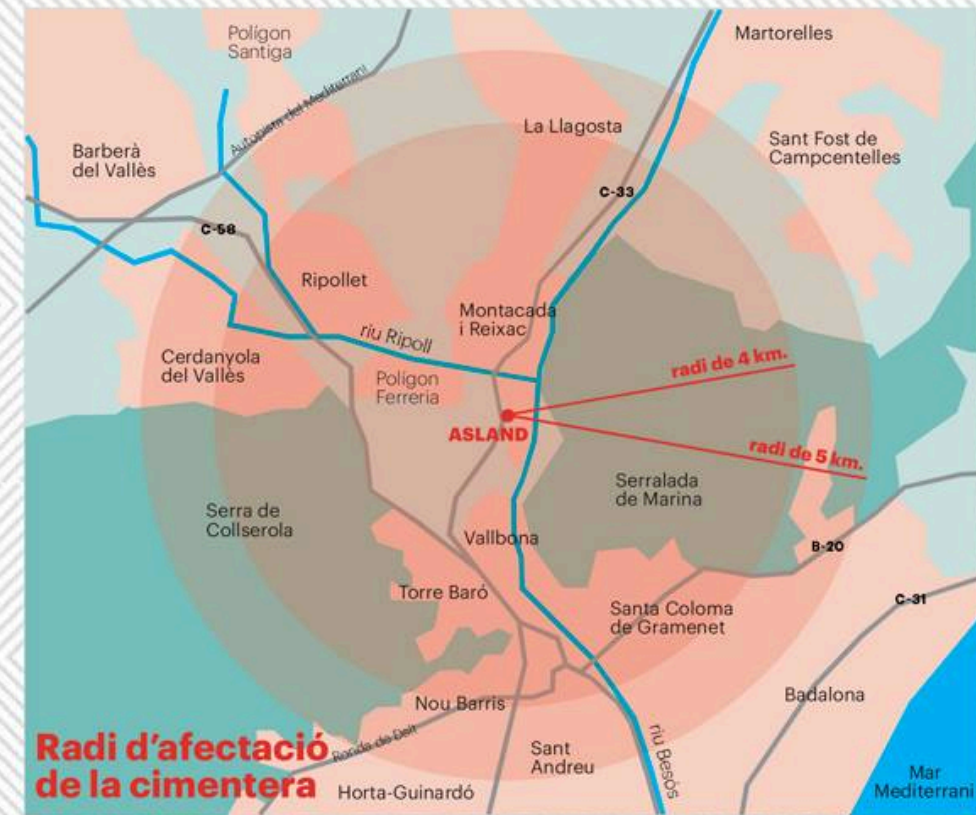 Polígon
Santiga
Martorelles
Autopista del Mediterrani
La Llagosta
Barberà
del Vallès
Sant Fost de
Campcentelles
C-33
C-58
Ripollet
Montacada
i Reixac
riu Ripoll
Cerdanyola
del Vallès
radi de 4 km.
Polígon
Ferreria
ASLAND
radi de 5 km.
Serralada
de Marina
Serra de
Collserola
Vallbona
B-20
Torre Baró
C-31
Santa Coloma
de Gramenet
Nou Barris
Badalona
Radi d'afectació
de la cimentera
Ronda de Dalt
Sant
Andreu
riu Besós
Horta-Guinardó
Mar
Mediterrani